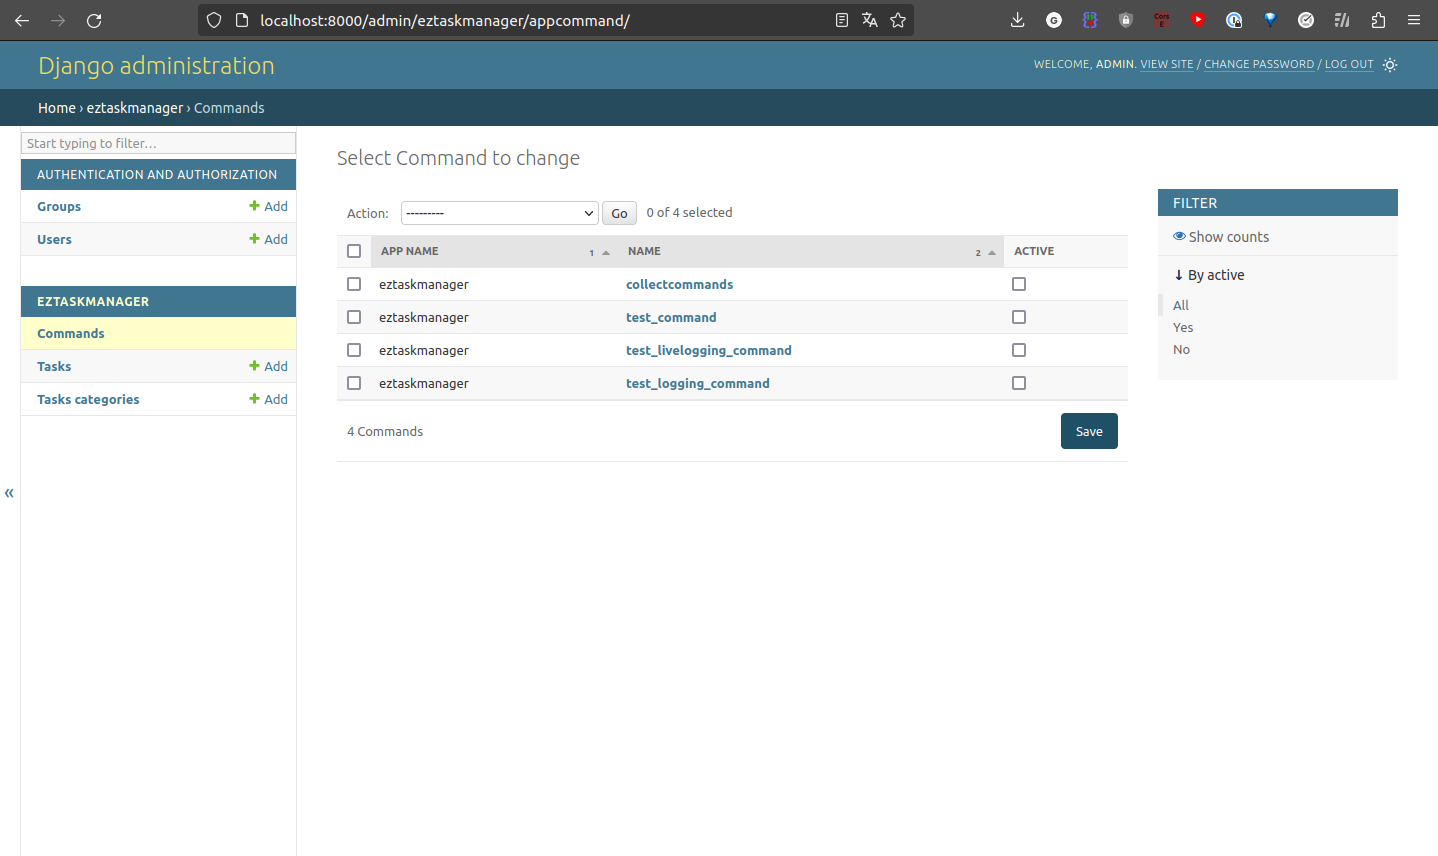 localhost:8000/admin/eztaskmanager/appcommand/
G
Cors
E
Django administration
WELCOME, ADMIN. VIEW SITE / CHANGE PASSWORD / LOG OUT
Home › eztaskmanager › Commands
Start typing to filter…
AUTHENTICATION AND AUTHORIZATION
Groups + Add
Users + Add
EZTASKMANAGER
Commands
Tasks + Add
Tasks categories + Add
«
Select Command to change
Action: --------- Go 0 of 4 selected
APP NAME 1 NAME 2 ACTIVE
eztaskmanager collectcommands
eztaskmanager test_command
eztaskmanager test_livelogging_command
eztaskmanager test_logging_command
4 Commands Save
FILTER
Show counts
↓ By active
All
Yes
No